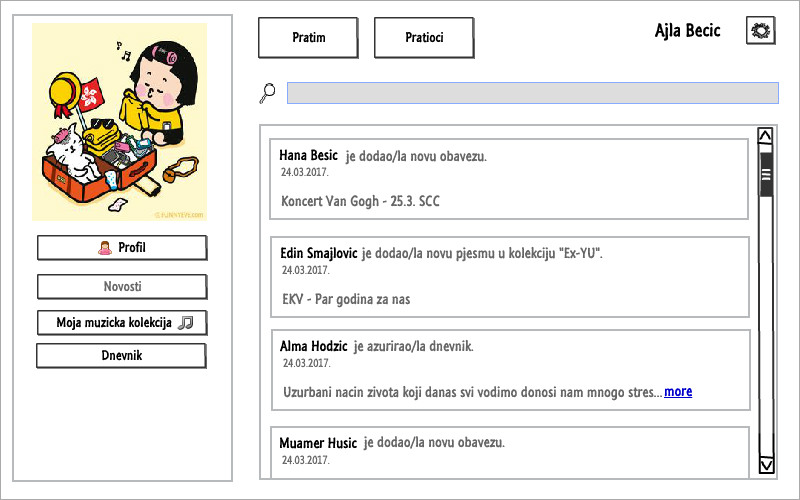 Pratim
Pratioci
Ajla Becic
Profil
Novosti
Moja muzicka kolekcija
Dnevnik
Hana Besic je dodao/la novu obavezu.
24.03.2017.
Koncert Van Gogh - 25.3. SCC
Edin Smajlovic je dodao/la novu pjesmu u kolekciju "Ex-YU".
24.03.2017.
EKV - Par godina za nas
Alma Hodzic je azurirao/la dnevnik.
24.03.2017.
Uzurbani nacin zivota koji danas svi vodimo donosi nam mnogo stres... more
Muamer Husic je dodao/la novu obavezu.
24.03.2017.